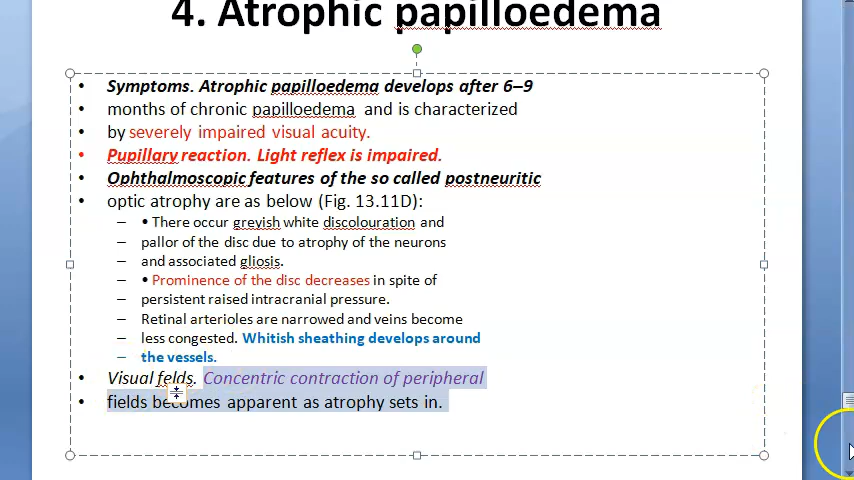 4. Atrophic papilloedema
• Symptoms. Atrophic papilloedema develops after 6–9
• months of chronic papilloedema and is characterized
• by severely impaired visual acuity.
• Pupillary reaction. Light reflex is impaired.
• Ophthalmoscopic features of the so called postneuritic
• optic atrophy are as below (Fig. 13.11D):
– • There occur greyish white discolouration and
– pallor of the disc due to atrophy of the neurons
– and associated gliosis.
– • Prominence of the disc decreases in spite of
– persistent raised intracranial pressure.
– Retinal arterioles are narrowed and veins become
– less congested. Whitish sheathing develops around
– the vessels.
• Visual felds. Concentric contraction of peripheral
• fields becomes apparent as atrophy sets in.